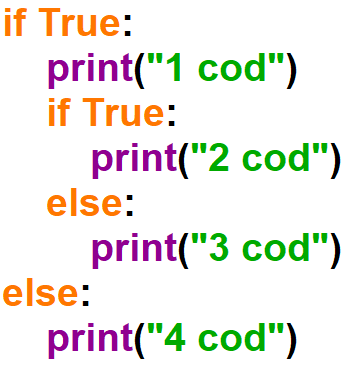 if True:
    print("1 cod")
    if True:
        print("2 cod")
    else:
        print("3 cod")
else:
    print("4 cod")